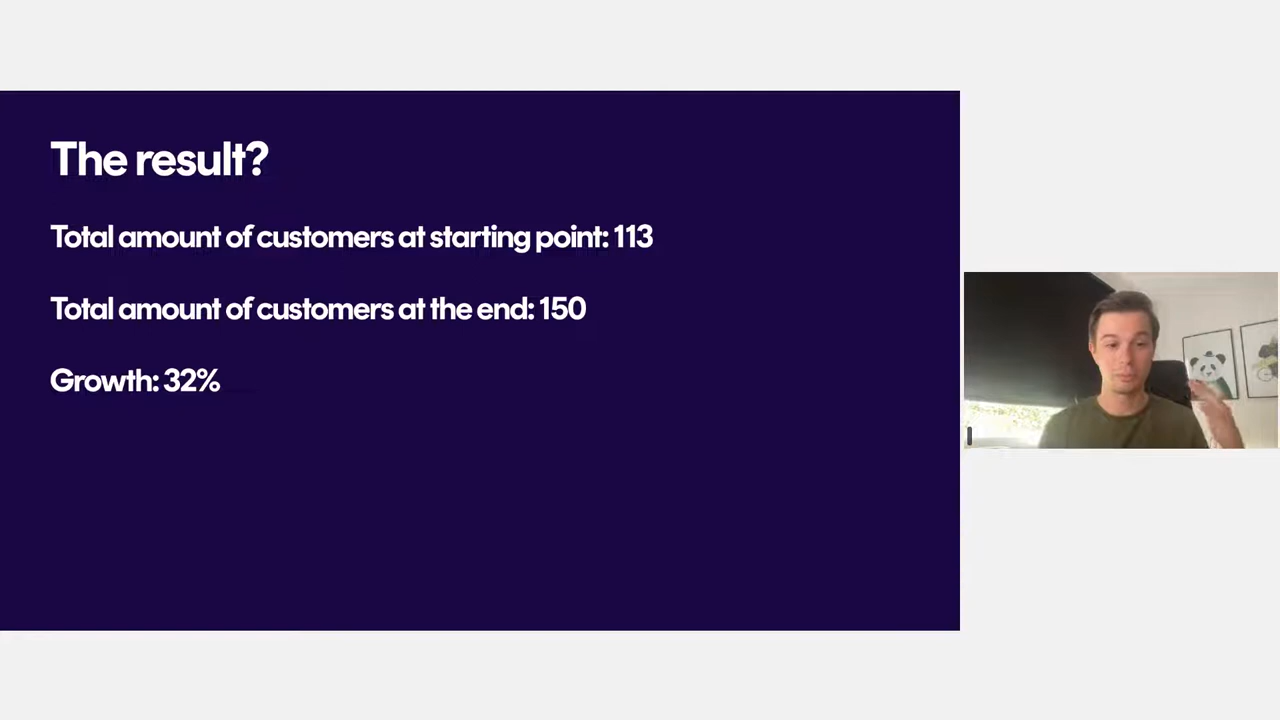 The result?
Total amount of customers at starting point: 113
Total amount of customers at the end: 150
Growth: 32%